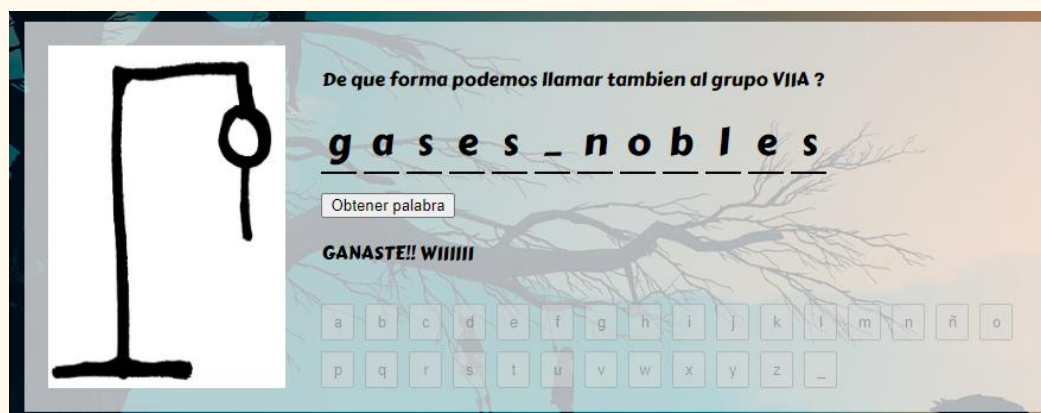 De que forma podemos llamar tambien al grupo VIIA ?
g a s e s _ n o b l e s
Obtener palabra
GANASTE!! WIIIIII
a b c d e f g h i j k l m n ñ o
p q r s t u v w x y z _